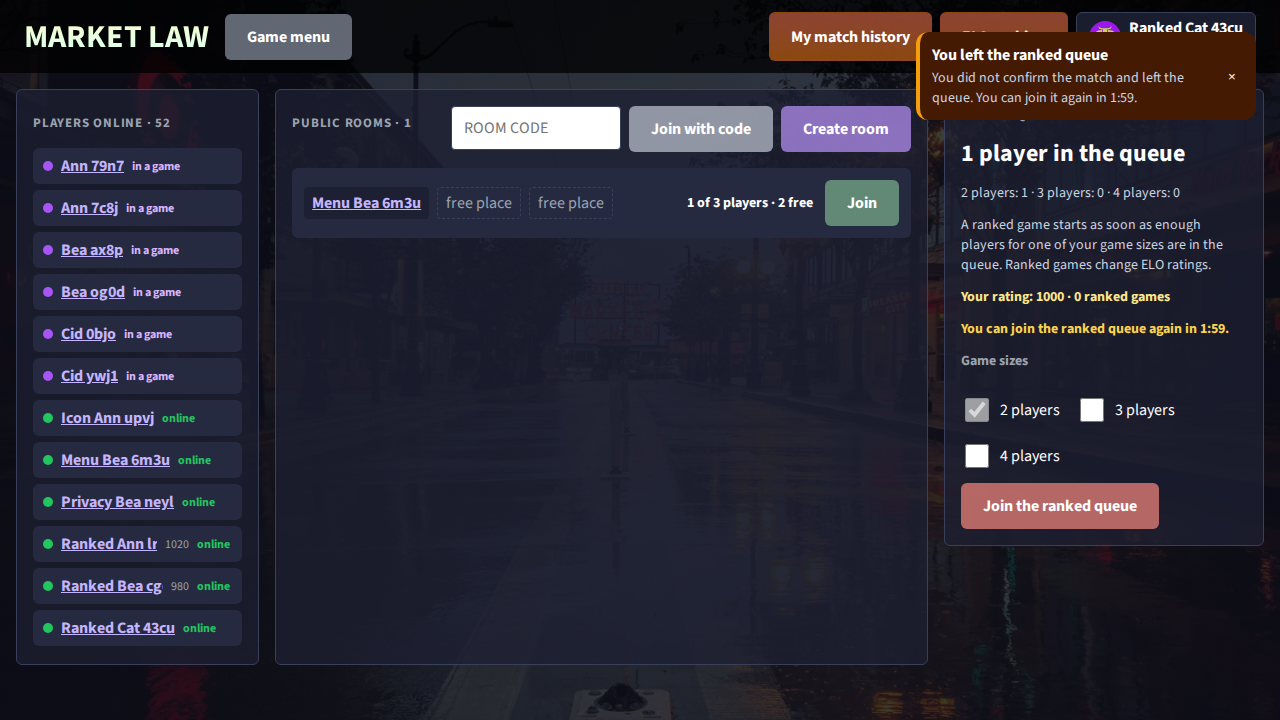 MARKET LAW
Game menu
My match history
Ranked Cat 43cu
You left the ranked queue
You did not confirm the match and left the
queue. You can join it again in 1:59.
×
PLAYERS ONLINE · 52
Ann 79n7 in a game
Ann 7c8j in a game
Bea ax8p in a game
Bea og0d in a game
Cid 0bjo in a game
Cid ywj1 in a game
Icon Ann upvj online
Menu Bea 6m3u online
Privacy Bea neyl online
Ranked Ann lr 1020 online
Ranked Bea cg 980 online
Ranked Cat 43cu online
PUBLIC ROOMS · 1
ROOM CODE
Join with code
Create room
Menu Bea 6m3u free place free place 1 of 3 players · 2 free Join
1 player in the queue
2 players: 1 · 3 players: 0 · 4 players: 0
A ranked game starts as soon as enough
players for one of your game sizes are in the
queue. Ranked games change ELO ratings.
Your rating: 1000 · 0 ranked games
You can join the ranked queue again in 1:59.
Game sizes
2 players 3 players
4 players
Join the ranked queue